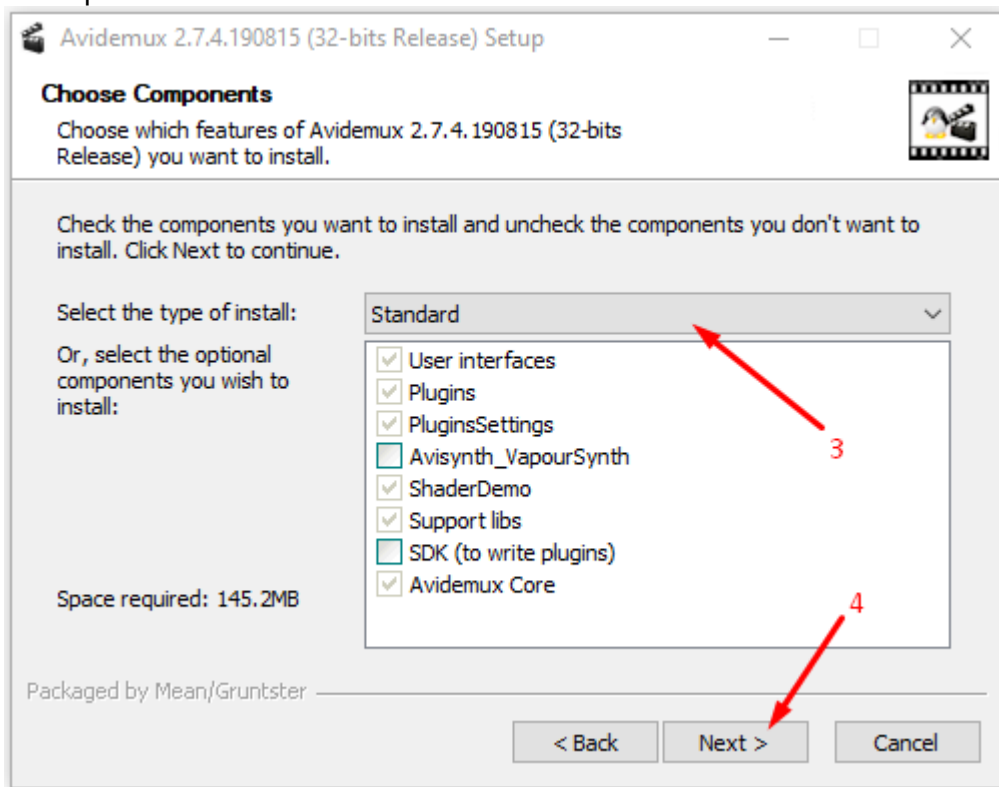 Avidemux 2.7.4.190815 (32-bits Release) Setup
Choose Components
Choose which features of Avidemux 2.7.4.190815 (32-bits
Release) you want to install.
Check the components you want to install and uncheck the components you don't want to
install. Click Next to continue.
Select the type of install:
Standard
Or, select the optional
components you wish to
install:
User interfaces
Plugins
PluginsSettings
Avisynth_VapourSynth
ShaderDemo
Support libs
SDK (to write plugins)
Avidemux Core
3
Space required: 145.2MB
4
Packaged by Mean/Gruntster
< Back
Next >
Cancel